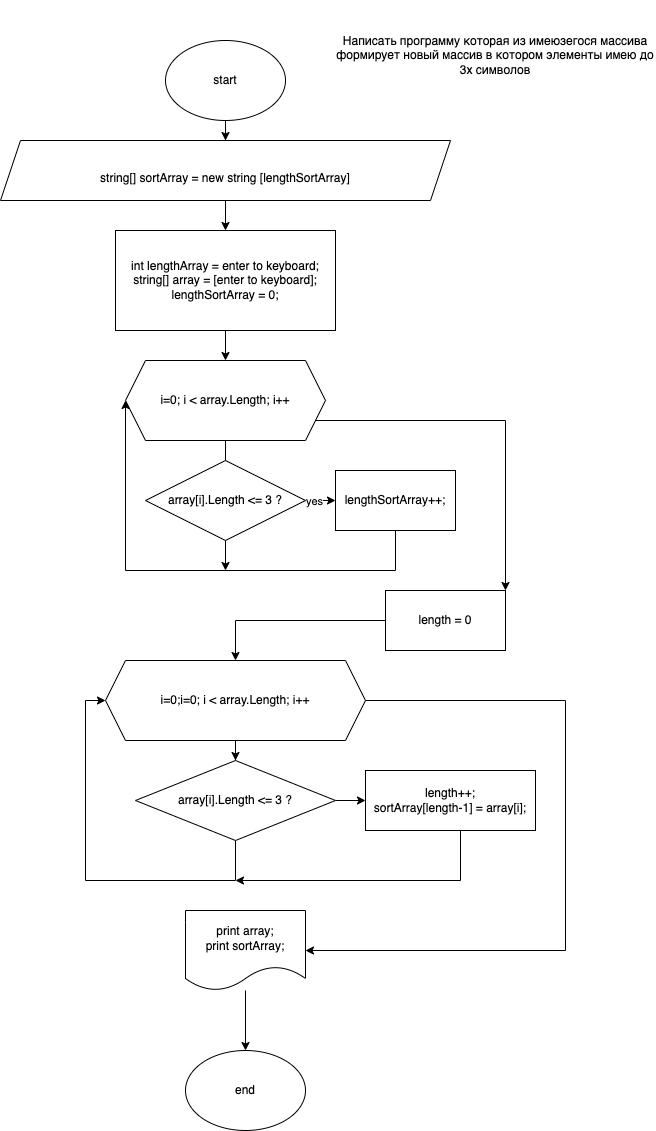 Написать программу которая из имеюзегося массива
формирует новый массив в котором элементы имею до
3х символов
start
string[] sortArray = new string [lengthSortArray]
int lengthArray = enter to keyboard;
string[] array = [enter to keyboard];
lengthSortArray = 0;
i=0; i < array.Length; i++
array[i].Length <= 3 ?
yes
lengthSortArray++;
length = 0
i=0;i=0; i < array.Length; i++
array[i].Length <= 3 ?
length++;
sortArray[length-1] = array[i];
print array;
print sortArray;
end